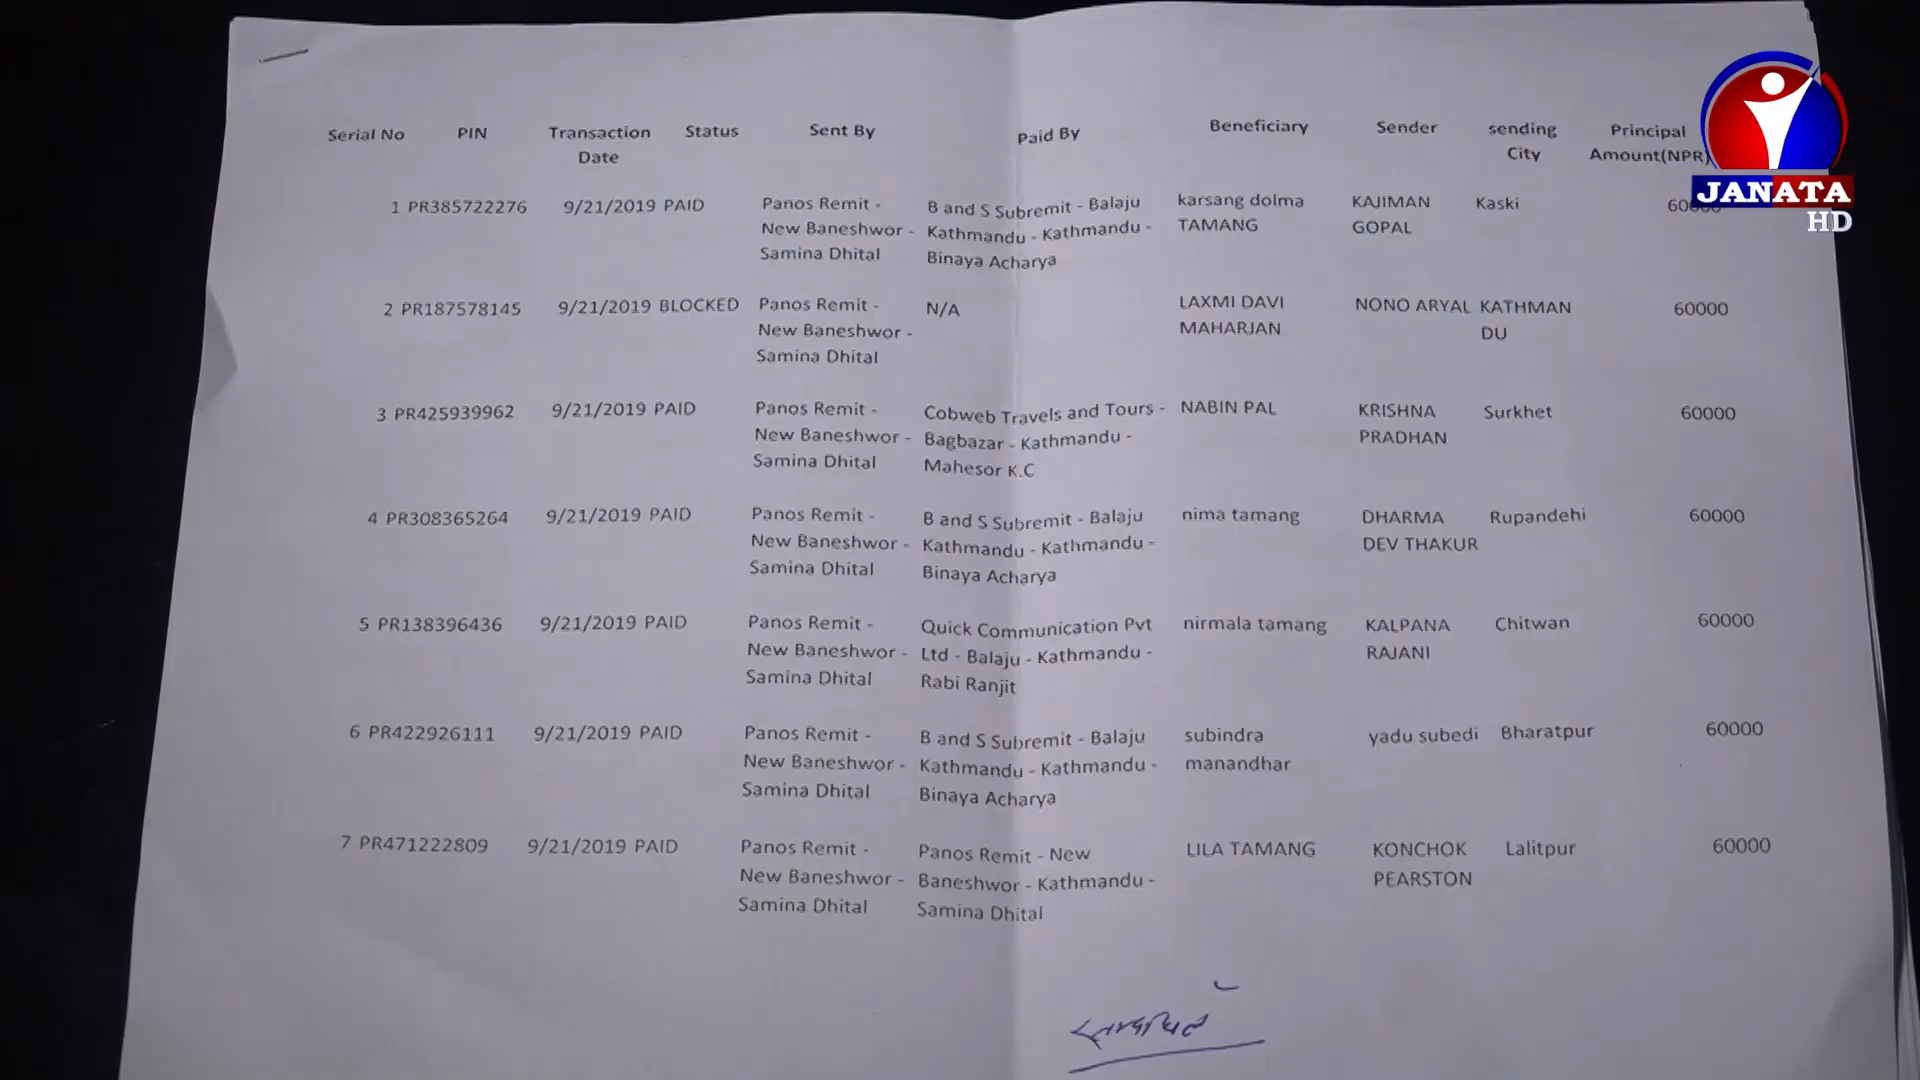 JANATA
HD
Serial No PIN Transaction Date Status Sent By Paid By Beneficiary Sender sending City Principal Amount(NPR)
1 PR385722276 9/21/2019 PAID Panos Remit - B and S Subremit - Balaju karsang dolma KAJIMAN Kaski
New Baneshwor - Kathmandu - Kathmandu - TAMANG GOPAL
Samina Dhital Binaya Acharya
2 PR187578145 9/21/2019 BLOCKED Panos Remit - N/A LAXMI DAVI NONO ARYAL KATHMAN 60000
New Baneshwor - MAHARJAN DU
Samina Dhital
3 PR425939962 9/21/2019 PAID Panos Remit - Cobweb Travels and Tours - NABIN PAL KRISHNA Surkhet 60000
New Baneshwor - Bagbazar - Kathmandu - PRADHAN
Samina Dhital Mahesor K.C
4 PR308365264 9/21/2019 PAID Panos Remit - B and S Subremit - Balaju nima tamang DHARMA Rupandehi 60000
New Baneshwor - Kathmandu - Kathmandu - DEV THAKUR
Samina Dhital Binaya Acharya
5 PR138396436 9/21/2019 PAID Panos Remit - Quick Communication Pvt nirmala tamang KALPANA Chitwan 60000
New Baneshwor - Ltd - Balaju - Kathmandu - RAJANI
Samina Dhital Rabi Ranjit
6 PR422926111 9/21/2019 PAID Panos Remit - B and S Subremit - Balaju subindra yadu subedi Bharatpur 60000
New Baneshwor - Kathmandu - Kathmandu - manandhar
Samina Dhital Binaya Acharya
7 PR471222809 9/21/2019 PAID Panos Remit - Panos Remit - New LILA TAMANG KONCHOK Lalitpur 60000
New Baneshwor - Baneshwor - Kathmandu - PEARSTON
Samina Dhital Samina Dhital